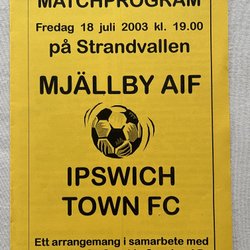 MATCHPROGRAM
Fredag 18 juli 2003 kl. 19.00
på Strandvallen
MJÄLLBY AIF
IPSWICH
TOWN FC
Ett arrangemang i samarbete med